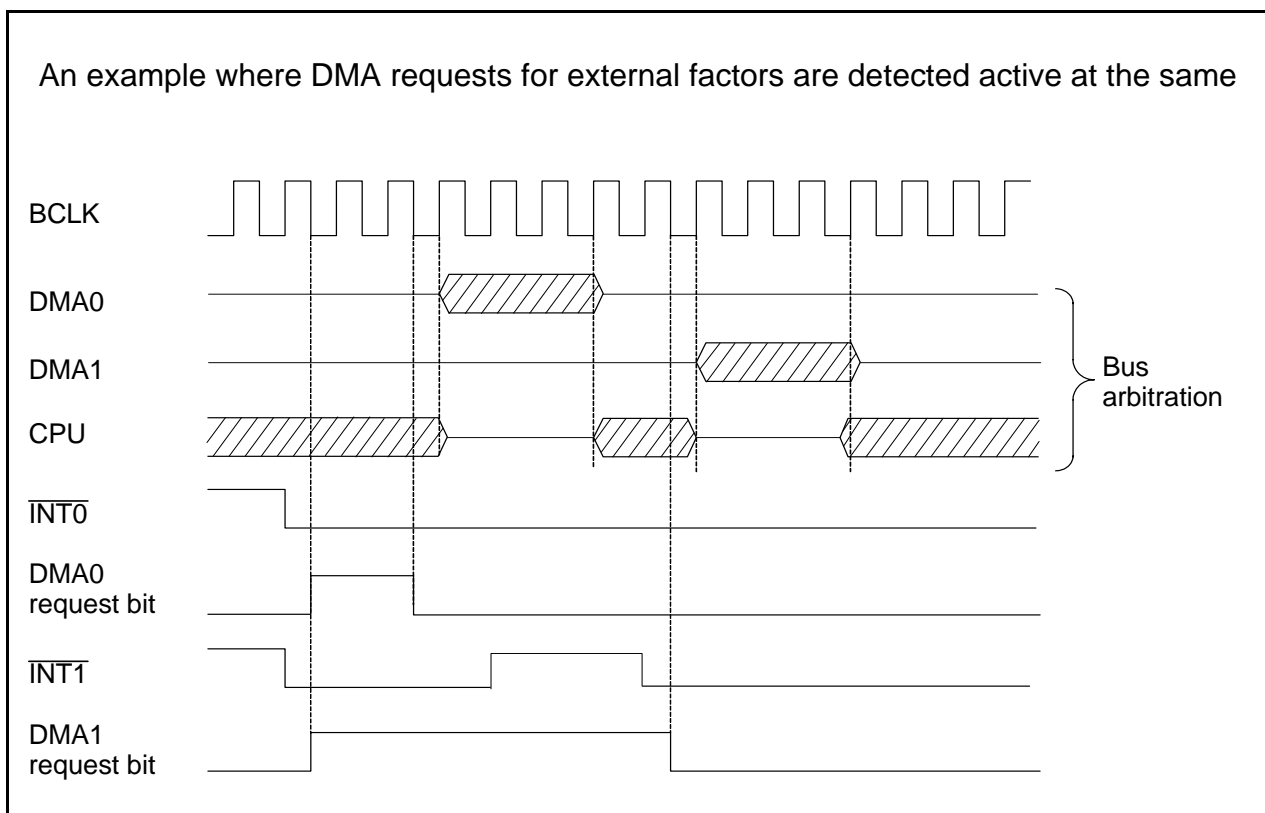 An example where DMA requests for external factors are detected active at the same
BCLK
DMA0
DMA1
CPU
Bus
arbitration
INT0
DMA0
request bit
INT1
DMA1
request bit